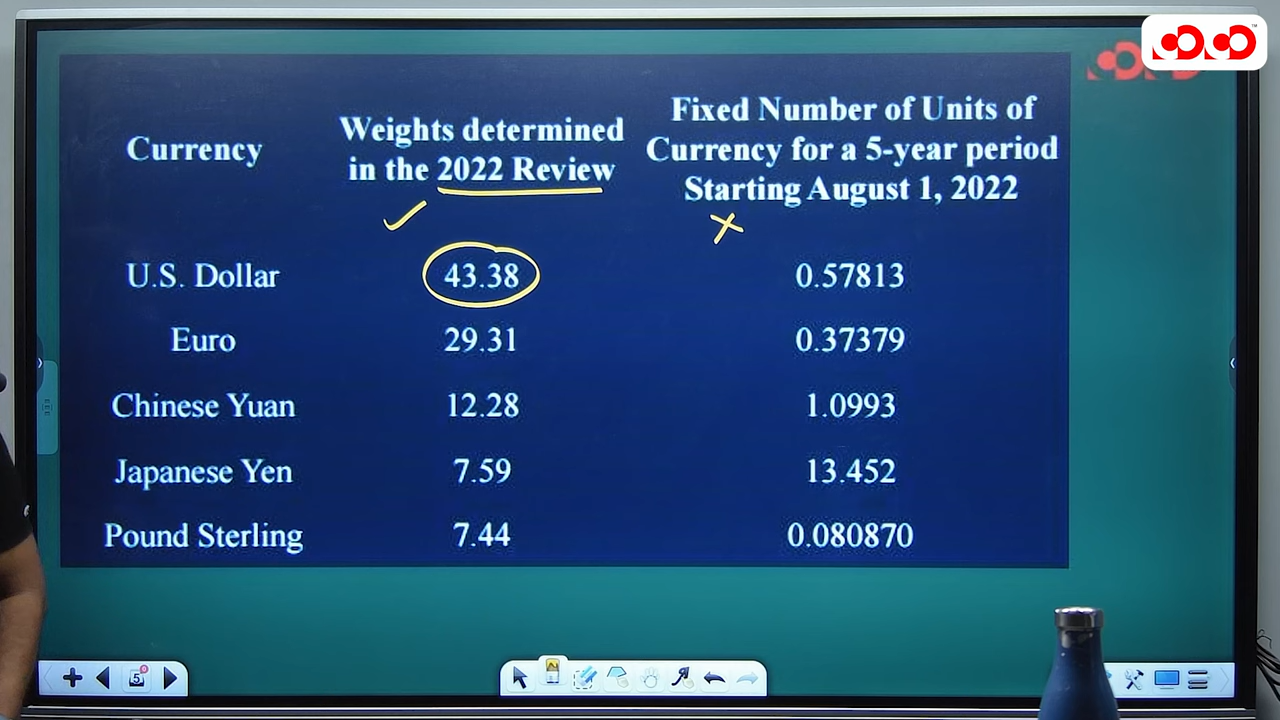 Currency
Weights determined
in the 2022 Review
Fixed Number of Units of
Currency for a 5-year period
Starting August 1, 2022
U.S. Dollar 43.38 0.57813
Euro 29.31 0.37379
Chinese Yuan 12.28 1.0993
Japanese Yen 7.59 13.452
Pound Sterling 7.44 0.080870
5